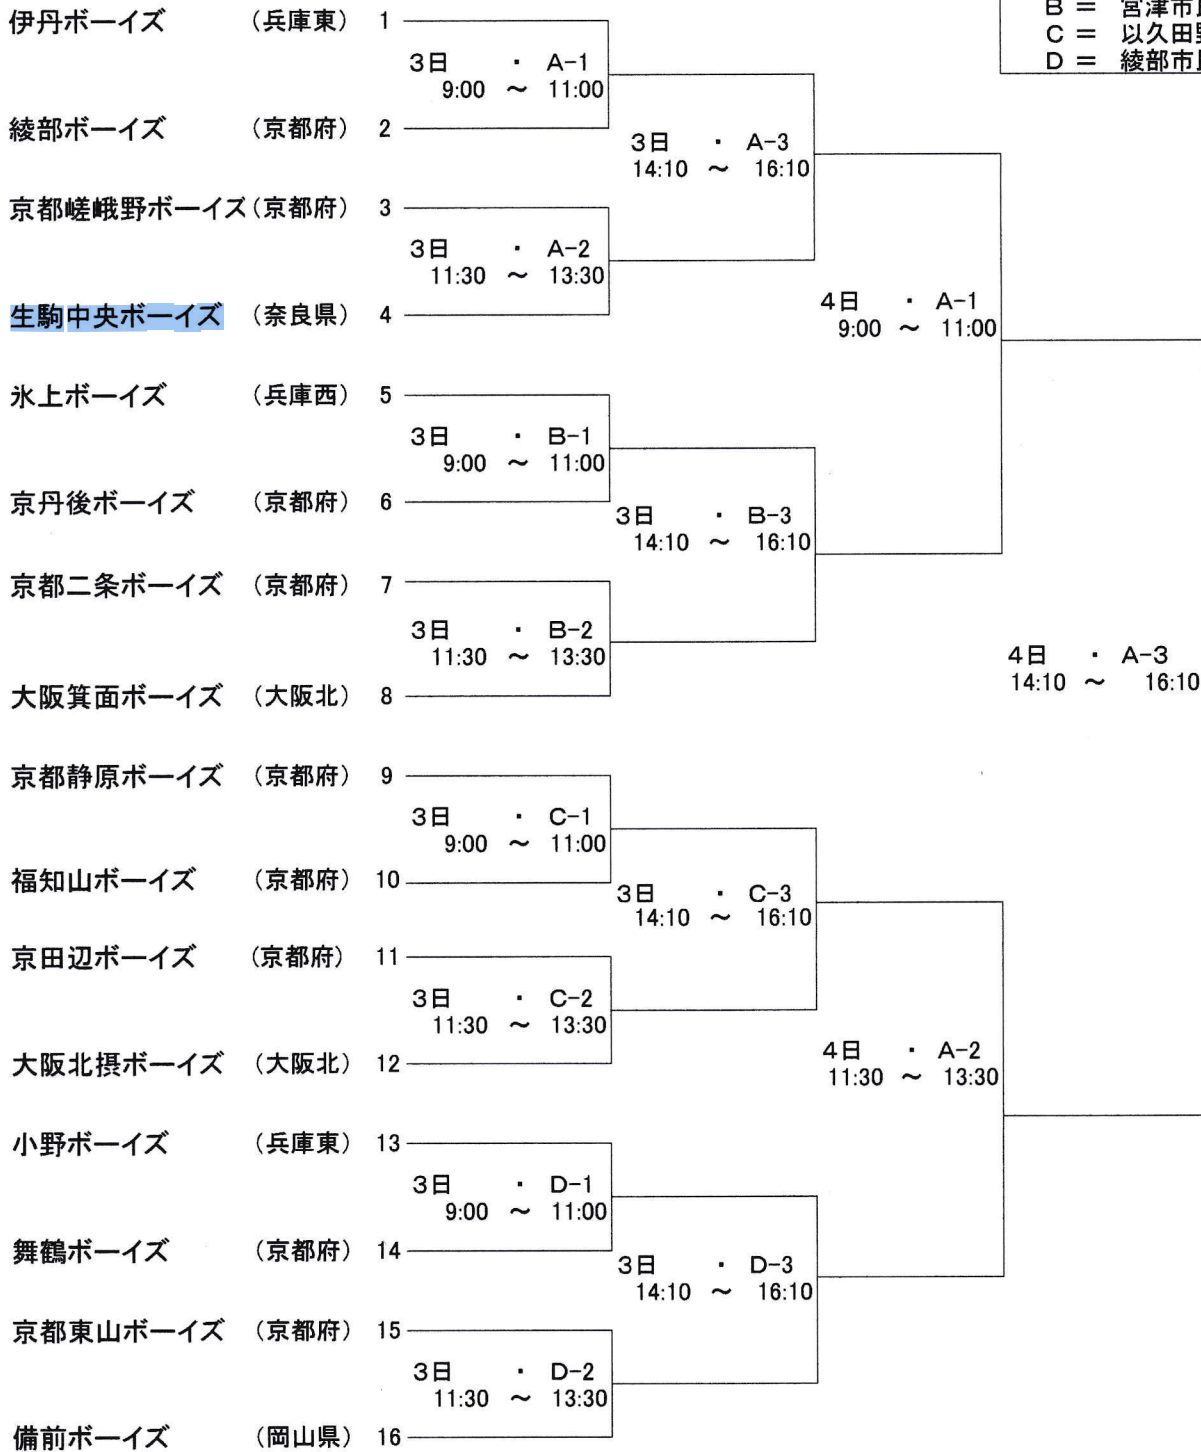 B = 宮津市
C = 以久田野
D = 綾部市
伊丹ボーイズ (兵庫東) 1
3日 ・ A-1
9:00 ~ 11:00
綾部ボーイズ (京都府) 2
3日 ・ A-3
14:10 ~ 16:10
京都嵯峨野ボーイズ (京都府) 3
3日 ・ A-2
11:30 ~ 13:30
生駒中央ボーイズ (奈良県) 4
4日 ・ A-1
9:00 ~ 11:00
氷上ボーイズ (兵庫西) 5
3日 ・ B-1
9:00 ~ 11:00
京丹後ボーイズ (京都府) 6
3日 ・ B-3
14:10 ~ 16:10
京都二条ボーイズ (京都府) 7
3日 ・ B-2
11:30 ~ 13:30
4日 ・ A-3
14:10 ~ 16:10
大阪箕面ボーイズ (大阪北) 8
京都静原ボーイズ (京都府) 9
3日 ・ C-1
9:00 ~ 11:00
福知山ボーイズ (京都府) 10
3日 ・ C-3
14:10 ~ 16:10
京田辺ボーイズ (京都府) 11
3日 ・ C-2
11:30 ~ 13:30
大阪北摂ボーイズ (大阪北) 12
4日 ・ A-2
11:30 ~ 13:30
小野ボーイズ (兵庫東) 13
3日 ・ D-1
9:00 ~ 11:00
舞鶴ボーイズ (京都府) 14
3日 ・ D-3
14:10 ~ 16:10
京都東山ボーイズ (京都府) 15
3日 ・ D-2
11:30 ~ 13:30
備前ボーイズ (岡山県) 16